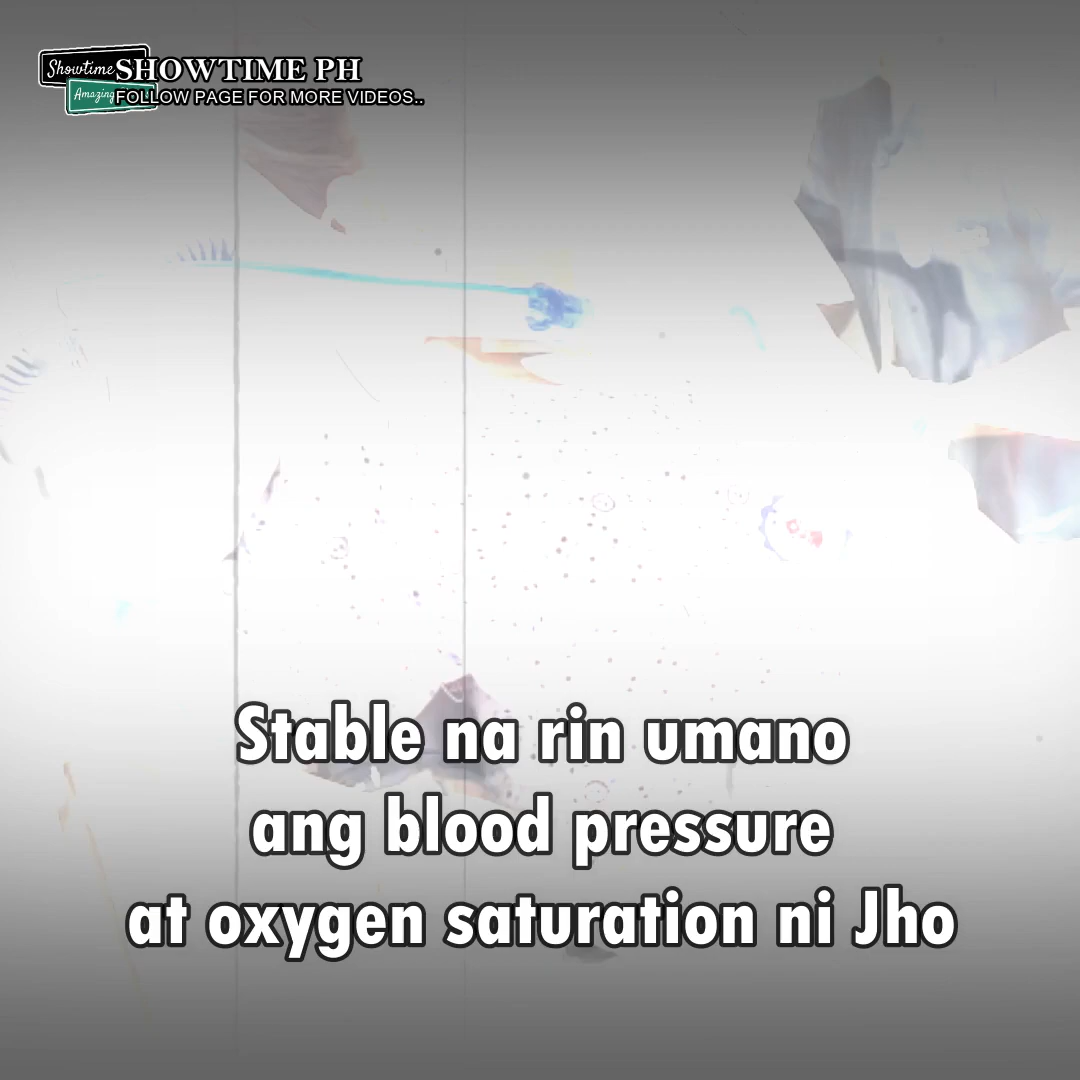 Showtime
Amazing
SHOWTIME PH
FOLLOW PAGE FOR MORE VIDEOS..
Stable na rin umano
ang blood pressure
at oxygen saturation ni Jho